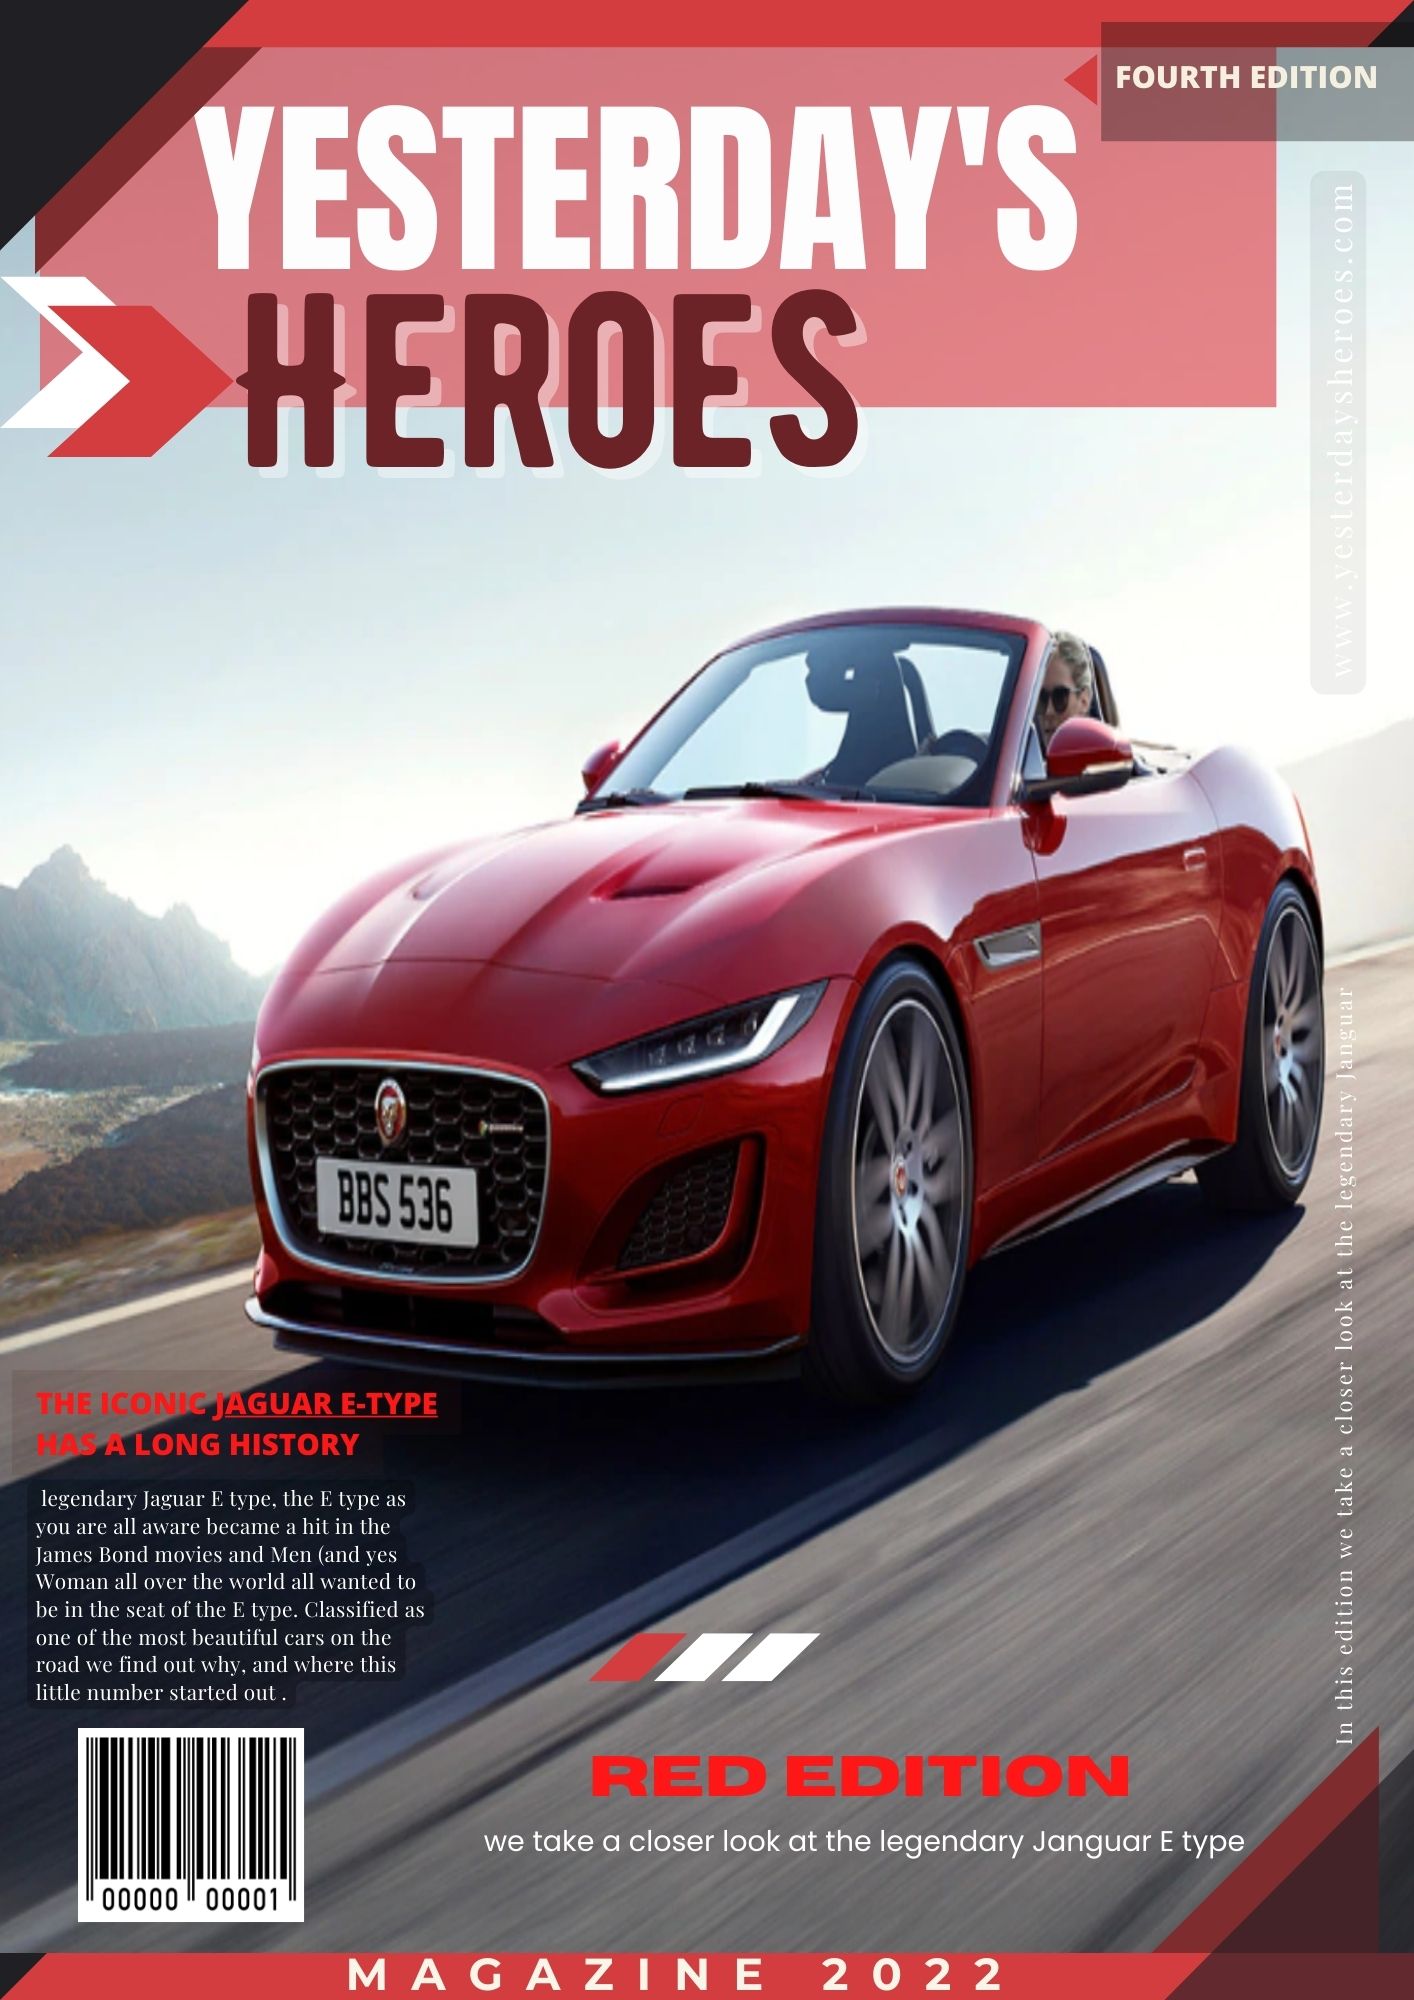 FOURTH EDITION
YESTERDAY'S
HEROES
www.yesterdaysheroes.com
BBS 536
In this edition we take a closer look at the legendary Janguar
THE ICONIC JAGUAR E-TYPE
HAS A LONG HISTORY
legendary Jaguar E type, the E type as
you are all aware became a hit in the
James Bond movies and Men (and yes
Woman all over the world all wanted to
be in the seat of the E type. Classified as
one of the most beautiful cars on the
road we find out why, and where this
little number started out .
00000 00001
RED EDITION
we take a closer look at the legendary Janguar E type
MAGAZINE 2022